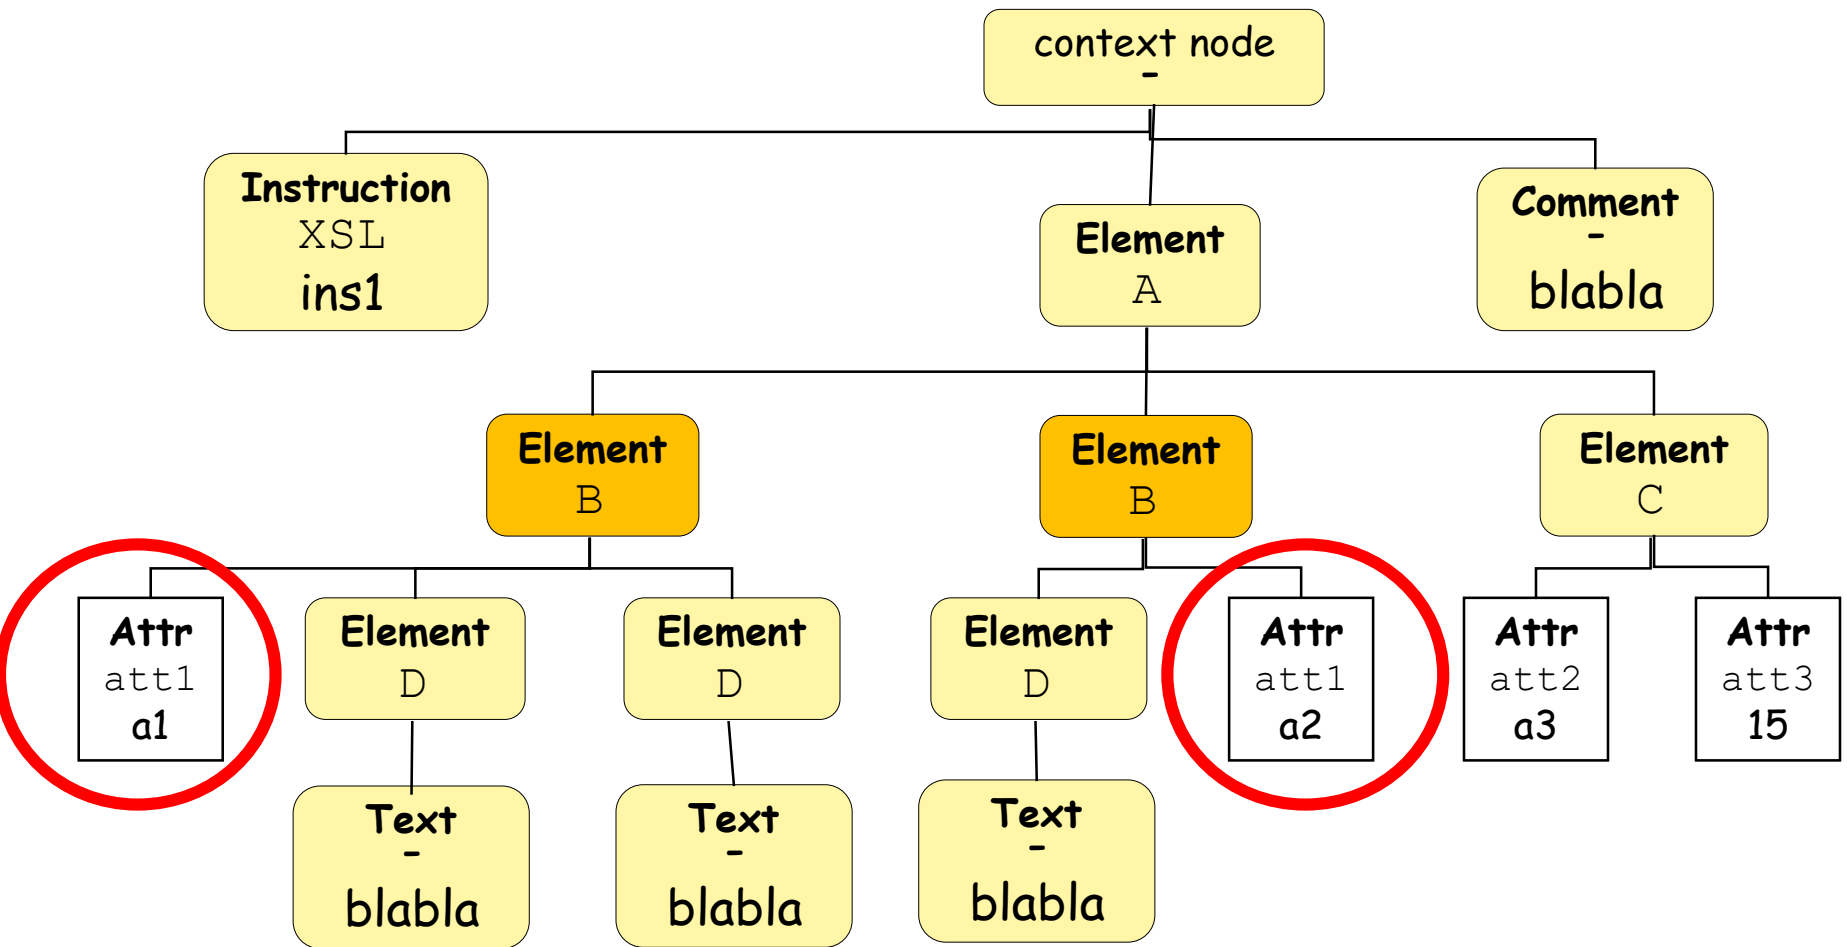 context node
-
Instruction
XSL
ins1
Element
A
Comment
-
blabla
Element
B
Element
B
Element
C
Attr
att1
a1
Element
D
Element
D
Element
D
Attr
att1
a2
Attr
att2
a3
Attr
att3
15
Text
-
blabla
Text
-
blabla
Text
-
blabla